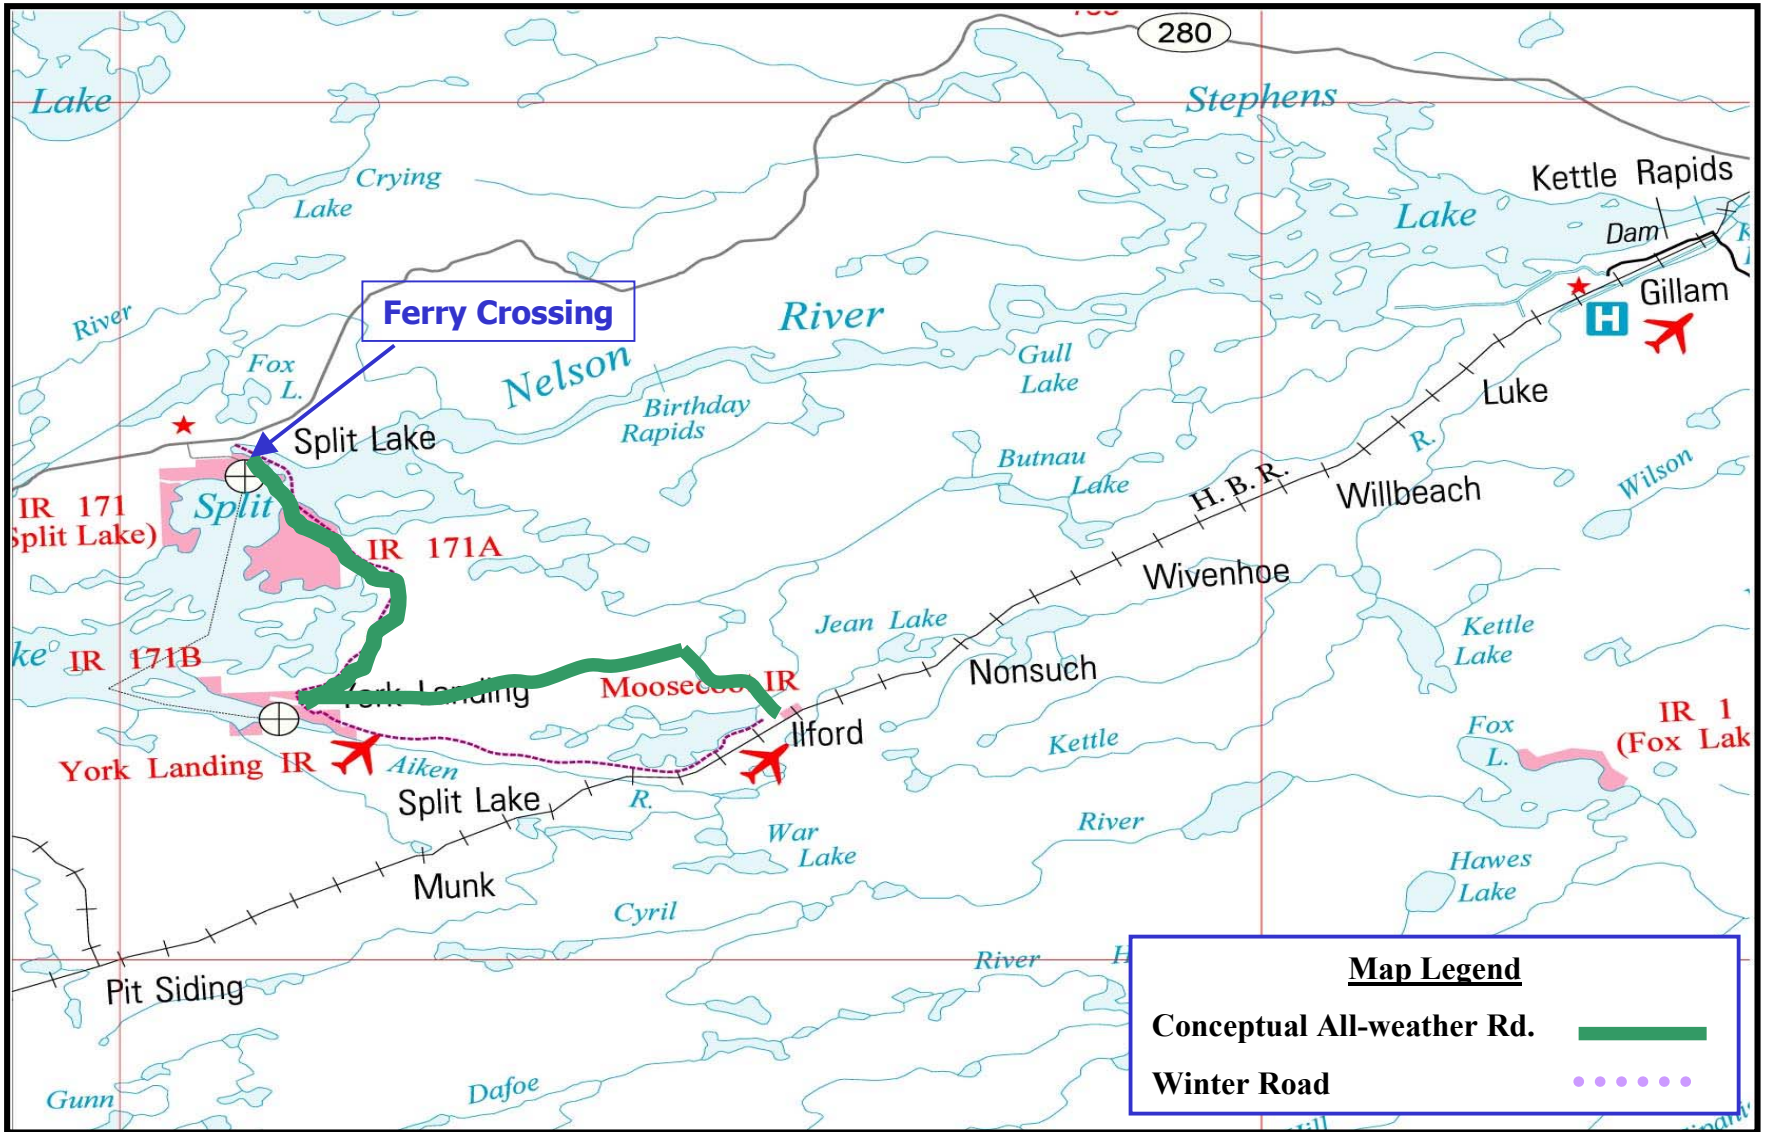 280
Lake
Stephens
Kettle Rapids
Crying
Lake
Lake
Dam
Gillam
H
River
Ferry Crossing
River
Nelson
Gull
Lake
Fox
L.
Luke
Birthday
Rapids
Split Lake
R.
Butnau
Lake
H. B. R.
Willbeach
Wilson
IR 171
Split Lake)
Split
IR 171A
Wivenhoe
Jean Lake
Kettle
Lake
ke
IR 171B
Nonsuch
York Landing
IR
Ilford
IR 1
(Fox Lak
Fox
L.
Kettle
York Landing IR
Aiken
R.
Split Lake
River
War
Lake
Hawes
Lake
Munk
Cyril
River
H
Pit Siding
Map Legend
Conceptual All-weather Rd.
Winter Road
Gunn
Dafoe